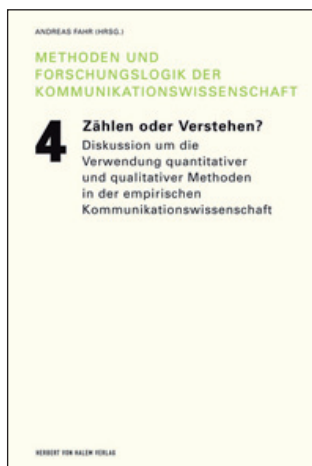 ANDREAS FAHR (HRSG.)
METHODEN UND
FORSCHUNGSLOGIK DER
KOMMUNIKATIONSWISSENSCHAFT
4
Zählen oder Verstehen?
Diskussion um die
Verwendung quantitativer
und qualitativer Methoden
in der empirischen
Kommunikationswissenschaft
HERBERT VON HALEM VERLAG